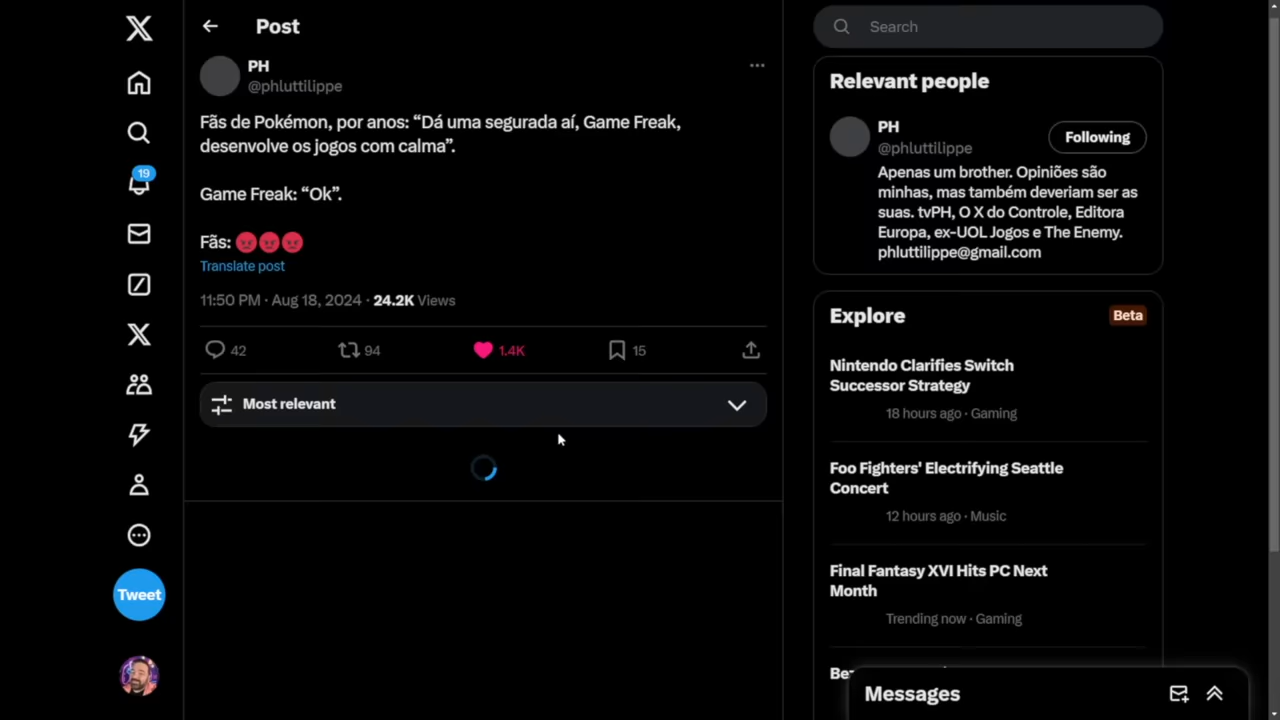 Post
PH
@phluttilippe
Fãs de Pokémon, por anos: “Dá uma segurada aí, Game Freak,
desenvolve os jogos com calma”.
Game Freak: “Ok”.
Fãs: 😡😡😡
Translate post
11:50 PM · Aug 18, 2024 · 24.2K Views
42
94
1.4K
15
Most relevant
19
Tweet
Search
Relevant people
PH
@phluttilippe
Following
Apenas um brother. Opiniões são
minhas, mas também deveriam ser as
suas. tvPH, O X do Controle, Editora
Europa, ex-UOL Jogos e The Enemy.
phluttilippe@gmail.com
Explore
Beta
Nintendo Clarifies Switch
Successor Strategy
18 hours ago · Gaming
Foo Fighters' Electrifying Seattle
Concert
12 hours ago · Music
Final Fantasy XVI Hits PC Next
Month
Trending now · Gaming
Messages